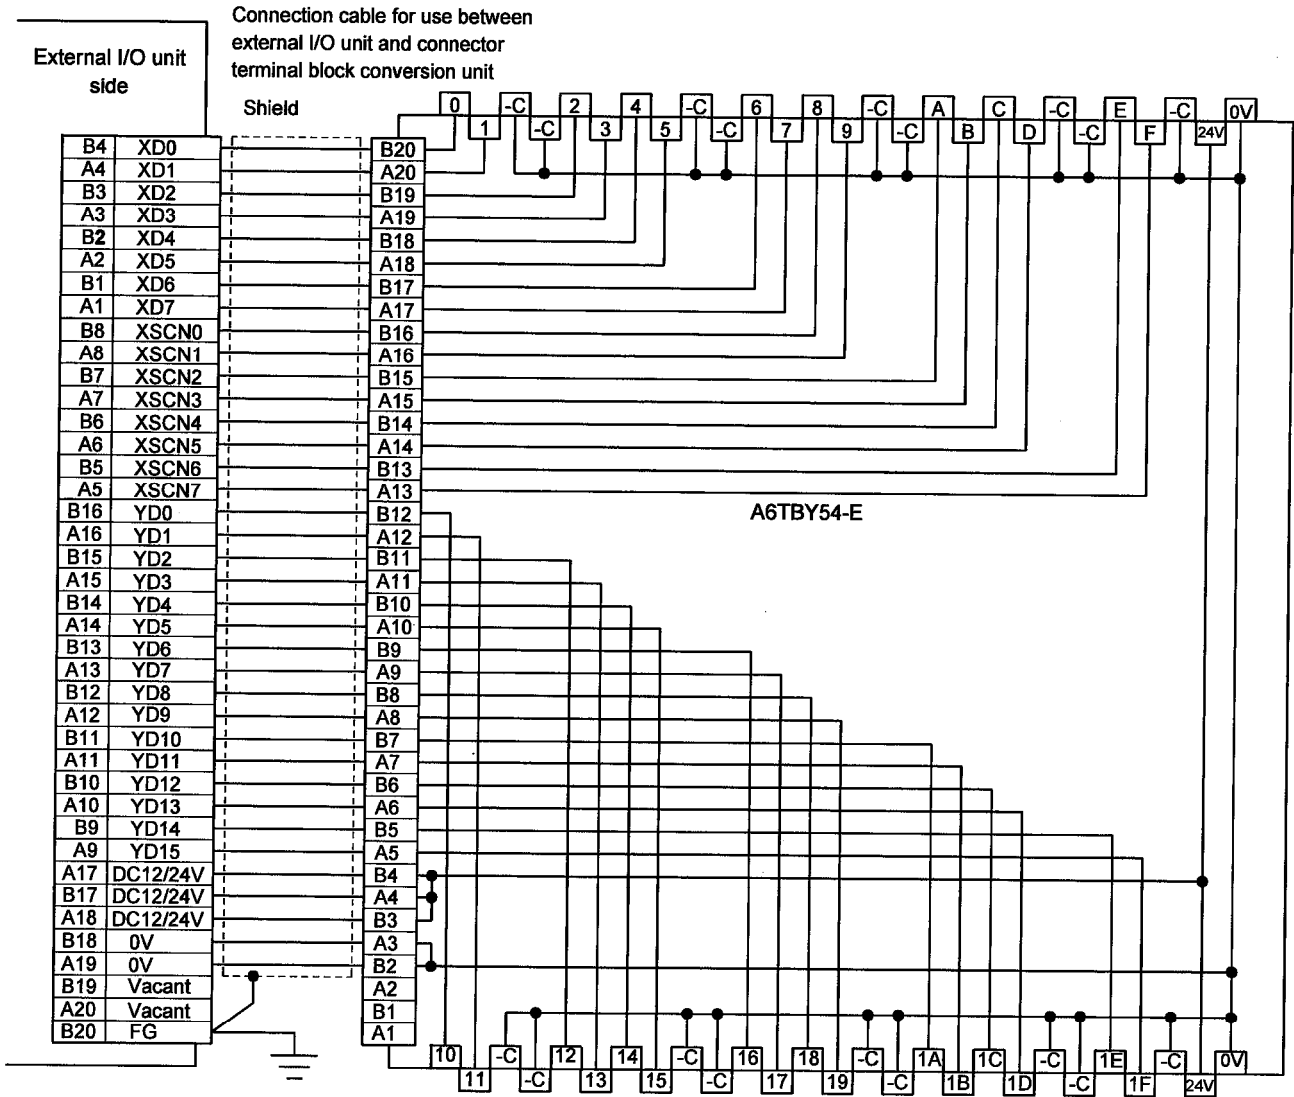 Connection cable for use between
external I/O unit and connector
terminal block conversion unit
External I/O unit
side
Shield
0 -C 2 4 -C 6 8 -C A C -C E -C 0V
1 -C 3 5 -C 7 9 -C B D -C F 24V
B4 XD0 B20
A4 XD1 A20
B3 XD2 B19
A3 XD3 A19
B2 XD4 B18
A2 XD5 A18
B1 XD6 B17
A1 XD7 A17
B8 XSCN0 B16
A8 XSCN1 A16
B7 XSCN2 B15
A7 XSCN3 A15
B6 XSCN4 B14
A6 XSCN5 A14
B5 XSCN6 B13
A5 XSCN7 A13
A6TBY54-E
B16 YD0 B12
A16 YD1 A12
B15 YD2 B11
A15 YD3 A11
B14 YD4 B10
A14 YD5 A10
B13 YD6 B9
A13 YD7 A9
B12 YD8 B8
A12 YD9 A8
B11 YD10 B7
A11 YD11 A7
B10 YD12 B6
A10 YD13 A6
B9 YD14 B5
A9 YD15 A5
A17 DC12/24V B4
B17 DC12/24V A4
A18 DC12/24V B3
B18 0V A3
A19 0V B2
B19 Vacant A2
A20 Vacant B1
B20 FG A1
10 -C 12 14 -C 16 18 -C 1A 1C -C 1E -C 0V
11 -C 13 15 -C 17 19 -C 1B 1D -C 1F 24V